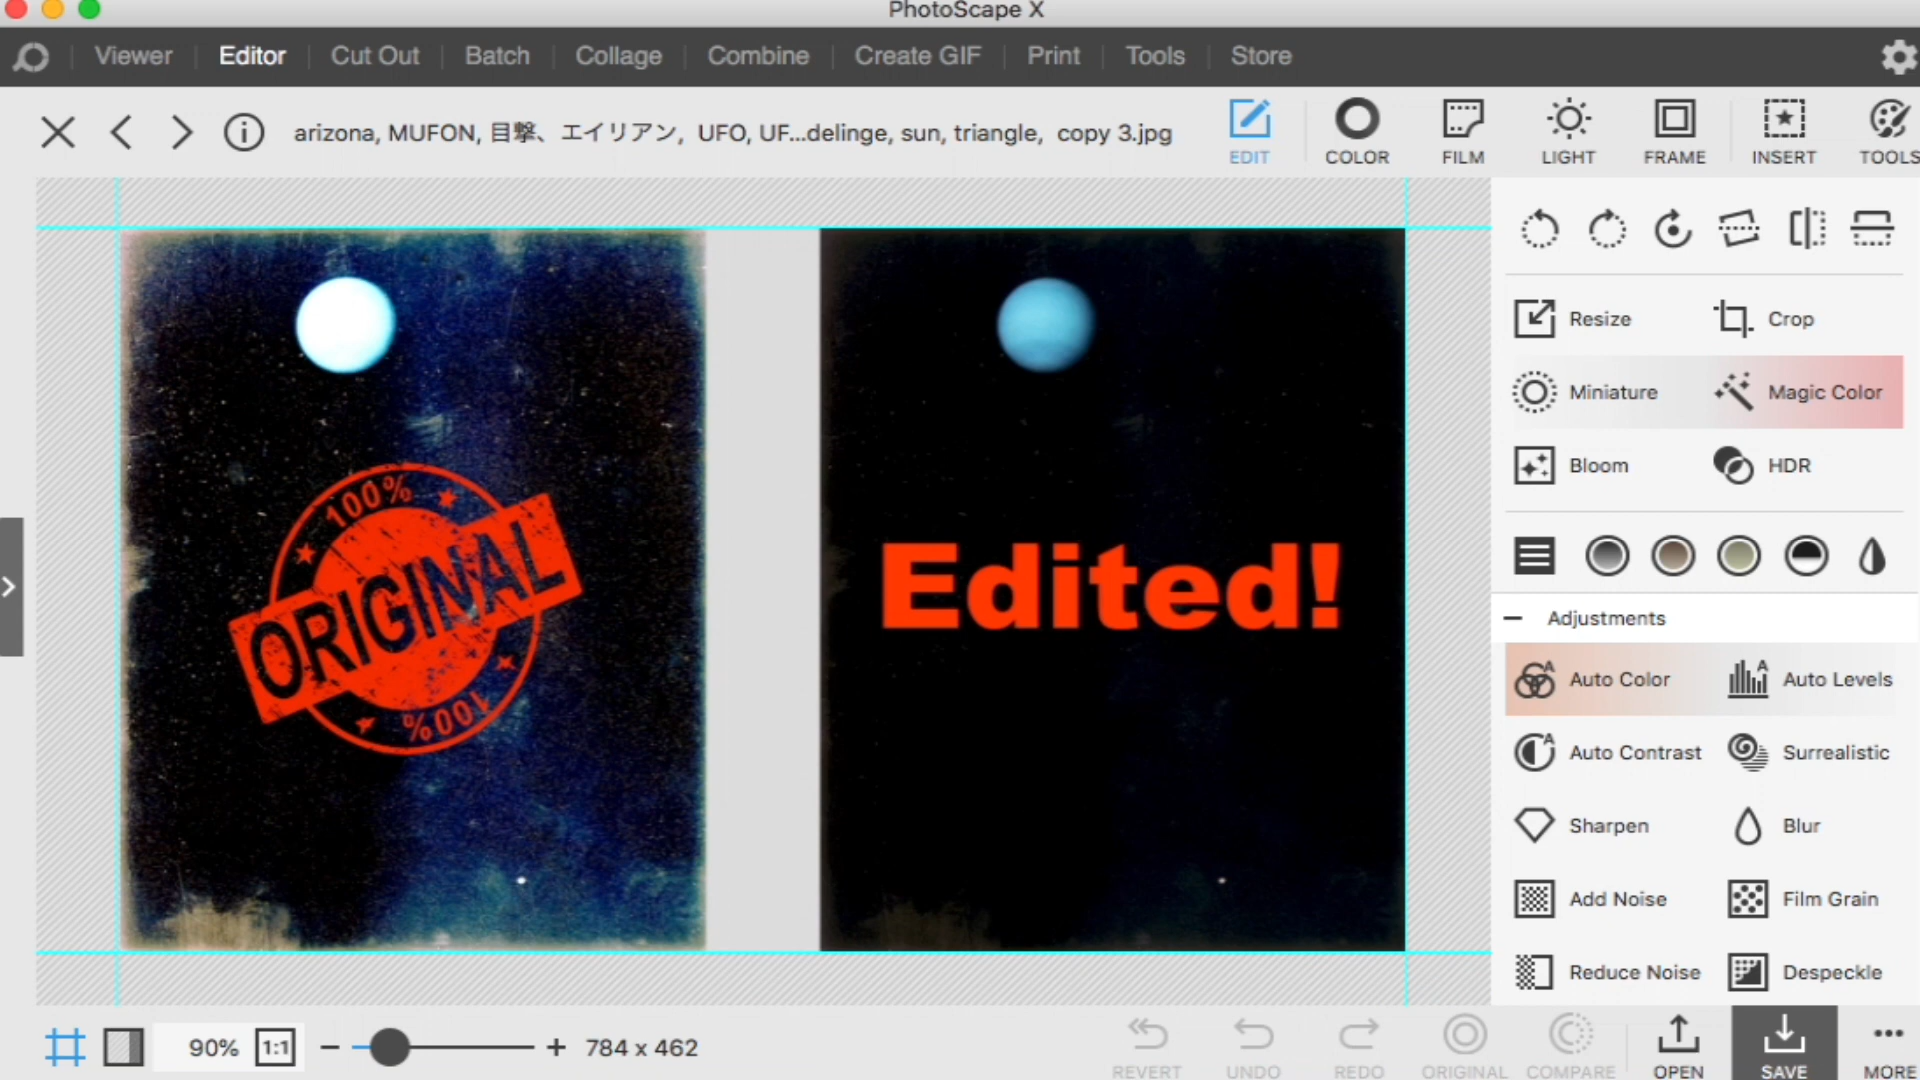 PhotoScape X
Viewer Editor Cut Out Batch Collage Combine Create GIF Print Tools Store
arizona, MUFON, 目撃、エイリアン, UFO, UF...delinge, sun, triangle, copy 3.jpg
EDIT COLOR FILM LIGHT FRAME INSERT TOOLS
Resize Crop
Miniature Magic Color
Bloom HDR
Adjustments
Auto Color Auto Levels
Auto Contrast Surrealistic
Sharpen Blur
Add Noise Film Grain
Reduce Noise Despeckle
100%
ORIGINAL
100%
Edited!
90% 1:1 784 x 462
REVERT UNDO REDO ORIGINAL COMPARE OPEN SAVE MORE